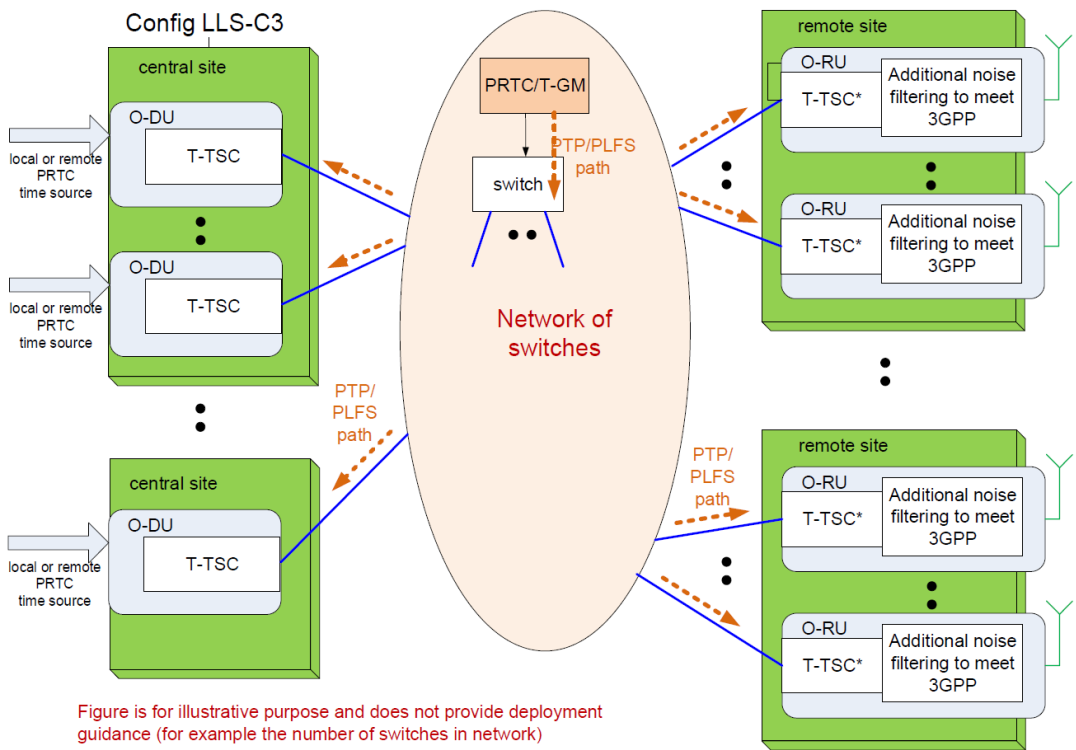 Config LLS-C3
central site
O-DU
T-TSC
local or remote
PRTC
time source
O-DU
T-TSC
local or remote
PRTC
time source
PTP/
PLFS
path
central site
O-DU
T-TSC
local or remote
PRTC
time source
PRTC/T-GM
PTP/PLFS
path
switch
Network of
switches
remote site
O-RU
T-TSC*
Additional noise
filtering to meet
3GPP
O-RU
T-TSC*
Additional noise
filtering to meet
3GPP
PTP/
PLFS
path
remote site
O-RU
T-TSC*
Additional noise
filtering to meet
3GPP
O-RU
T-TSC*
Additional noise
filtering to meet
3GPP
Figure is for illustrative purpose and does not provide deployment
guidance (for example the number of switches in network)